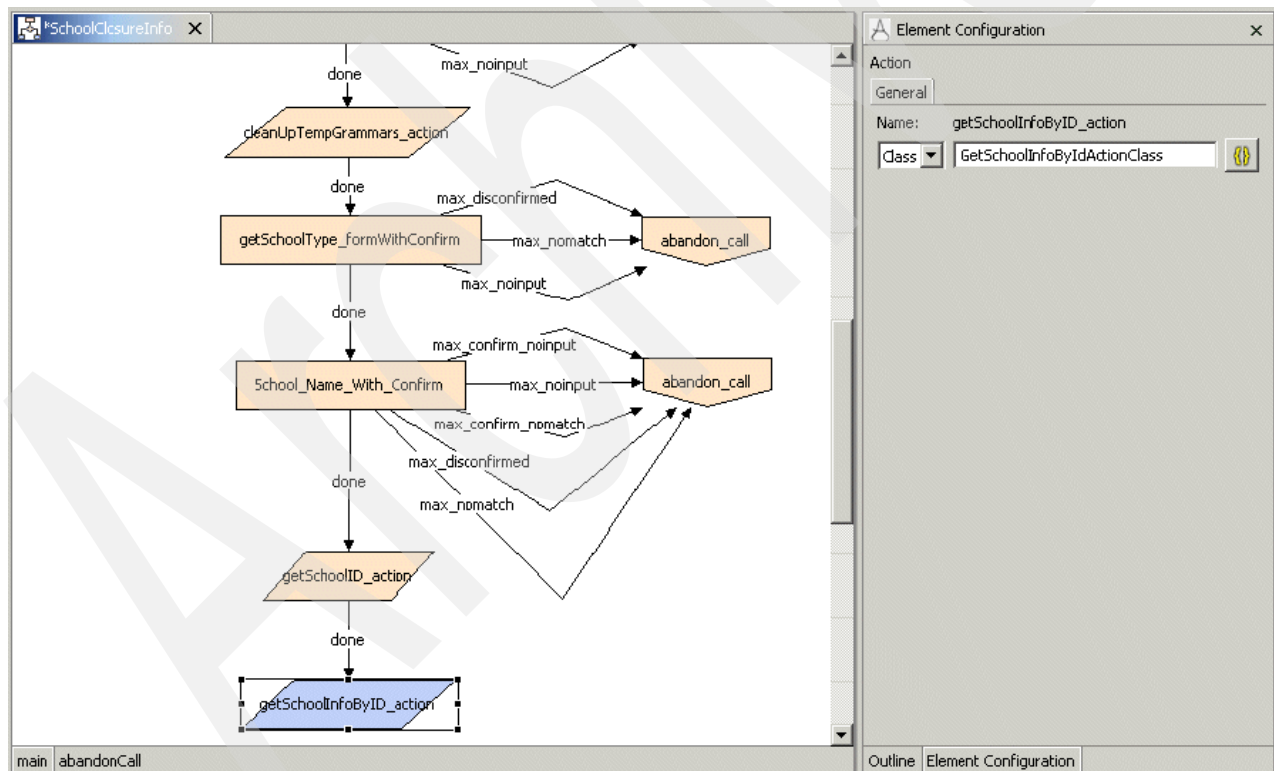 *SchoolClosureInfo X
max_noinput
done
cleanUpTempGrammars_action
done
max_disconfirmed
getSchoolType_formWithConfirm
max_nomatch
abandon_call
max_noinput
done
max_confirm_noinput
School_Name_With_Confirm
max_noinput
abandon_call
max_confirm_nomatch
max_disconfirmed
done
max_nomatch
getSchoolID_action
done
getSchoolInfoByID_action
main abandonCall
Element Configuration X
Action
General
Name: getSchoolInfoByID_action
Class GetSchoolInfoByIdActionClass {}
Outline Element Configuration